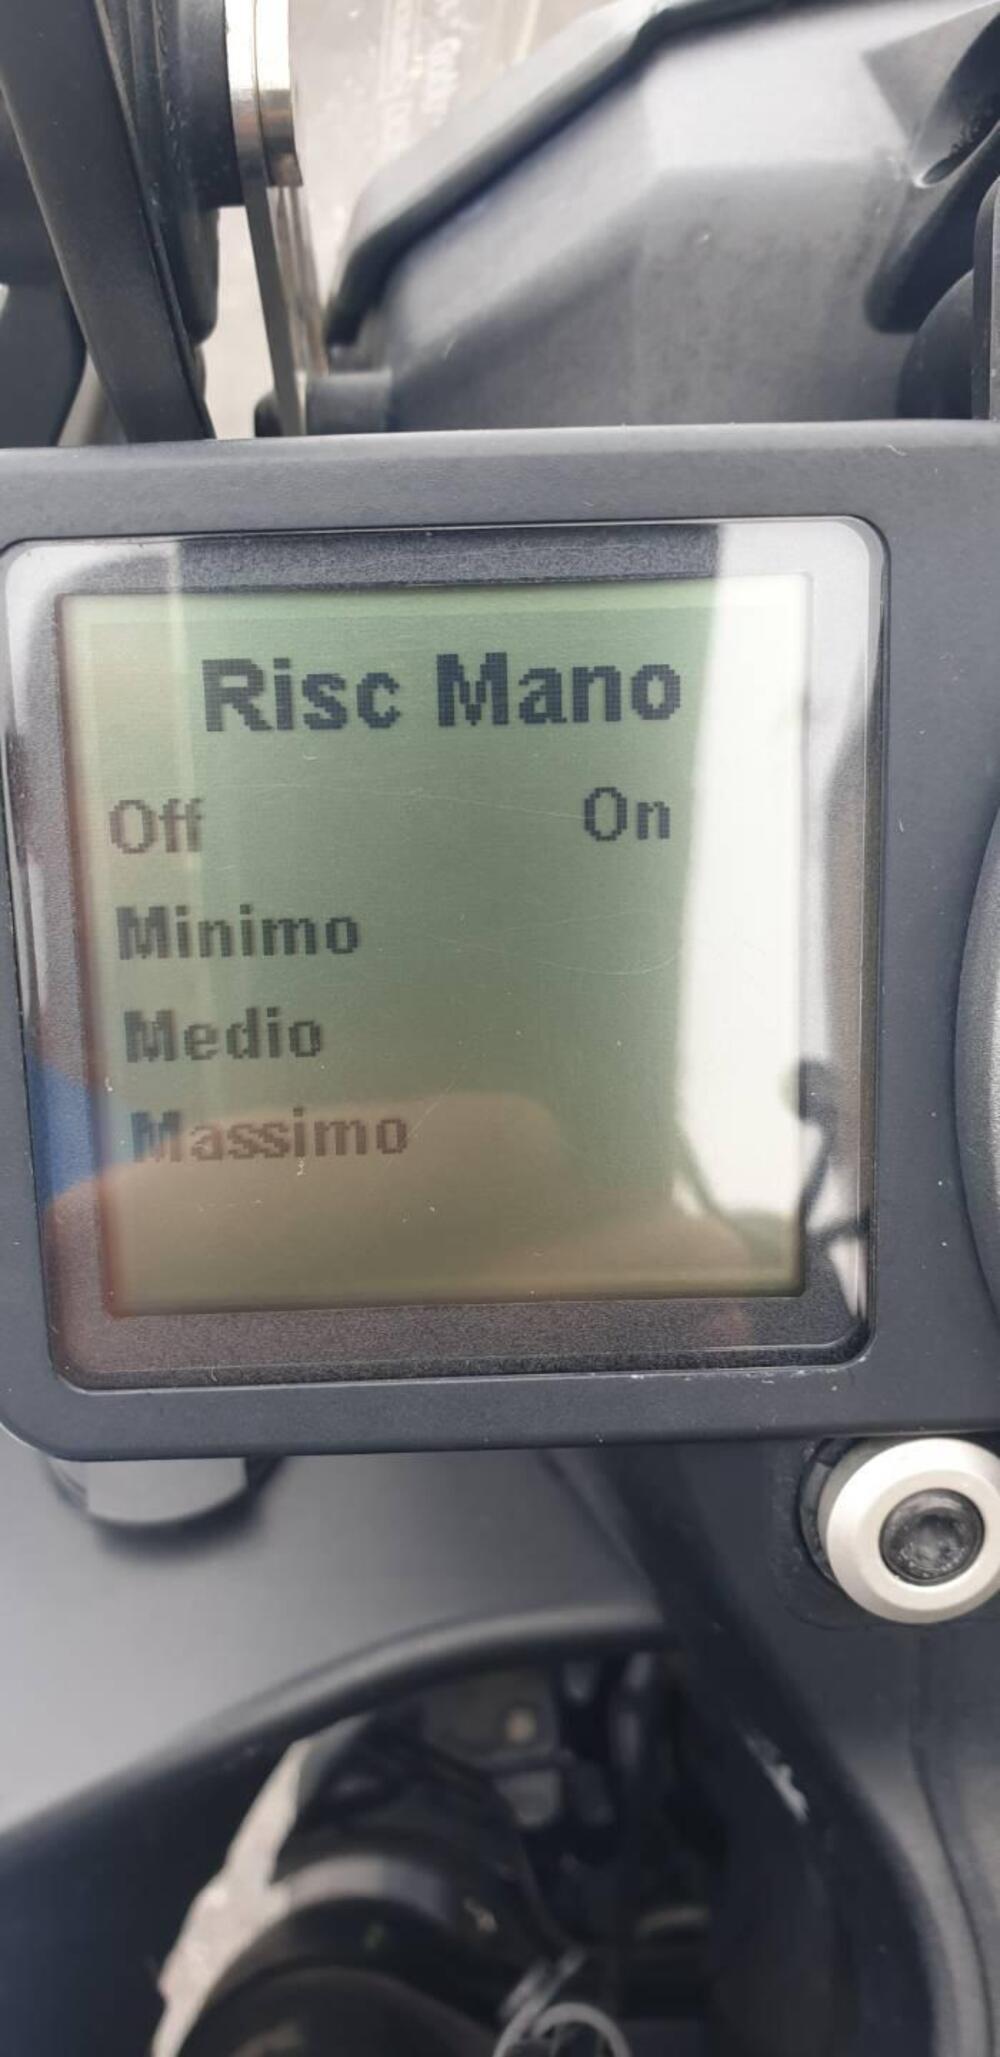 Risc Mano
Off On
Minimo
Medio
Massimo